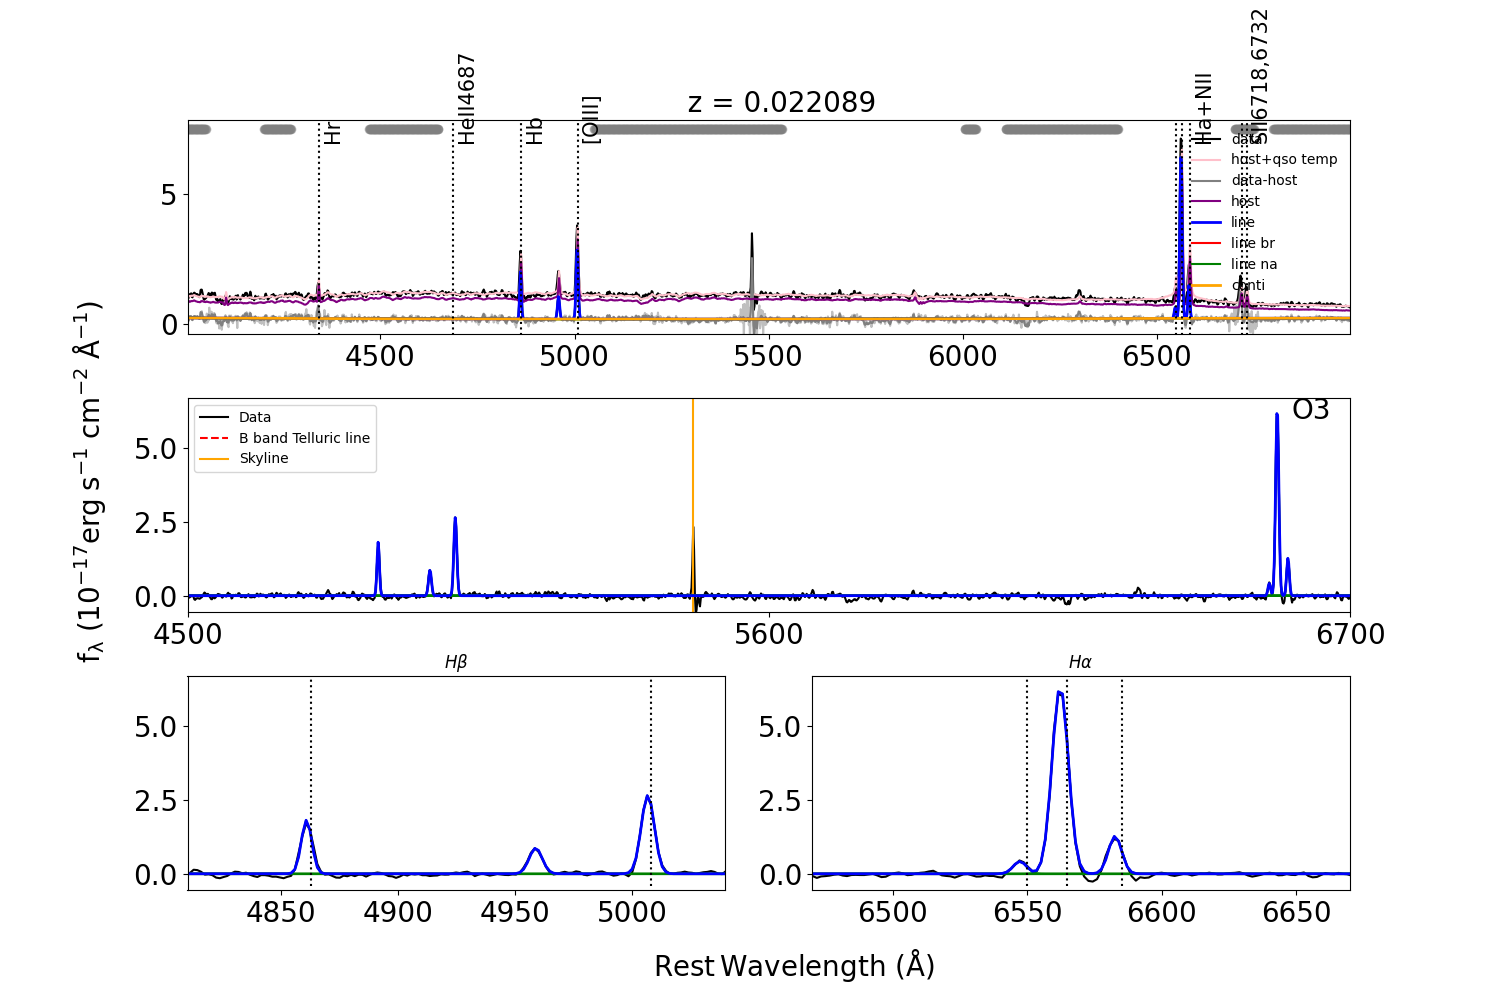 z = 0.022089
Hr
HeII4687
Hb
[OIII]
Ha+NII
SII6718,6732
data
host+qso temp
data-host
host
line
line br
line na
conti
5
0
4500
5000
5500
6000
6500
Data
B band Telluric line
Skyline
O3
5.0
2.5
0.0
4500
5600
6700
fλ (10⁻¹⁷erg s⁻¹ cm⁻² Å⁻¹)
Hβ
5.0
2.5
0.0
4850
4900
4950
5000
Hα
5.0
2.5
0.0
6500
6550
6600
6650
Rest Wavelength (Å)